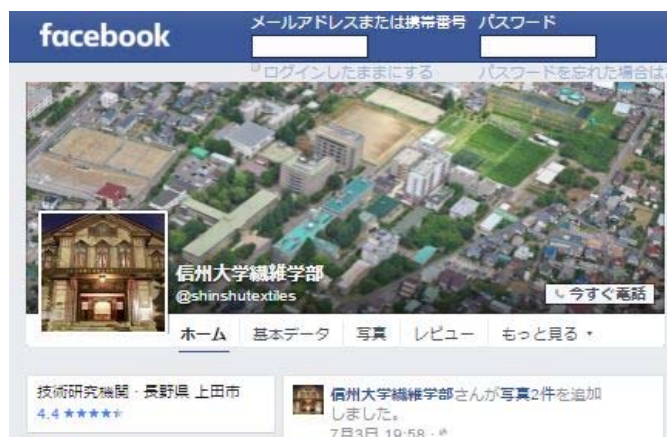 facebook
メールアドレスまたは携帯番号 パスワード
ログインしたままにする パスワードを忘れた場合は
信州大学繊維学部
@shinshutextiles
今すぐ電話
ホーム 基本データ 写真 レビュー もっと見る
技術研究機関・長野県 上田市
4.4 ★★★★★
信州大学繊維学部さんが写真2件を追加
しました。
7月3日 19:58 ·